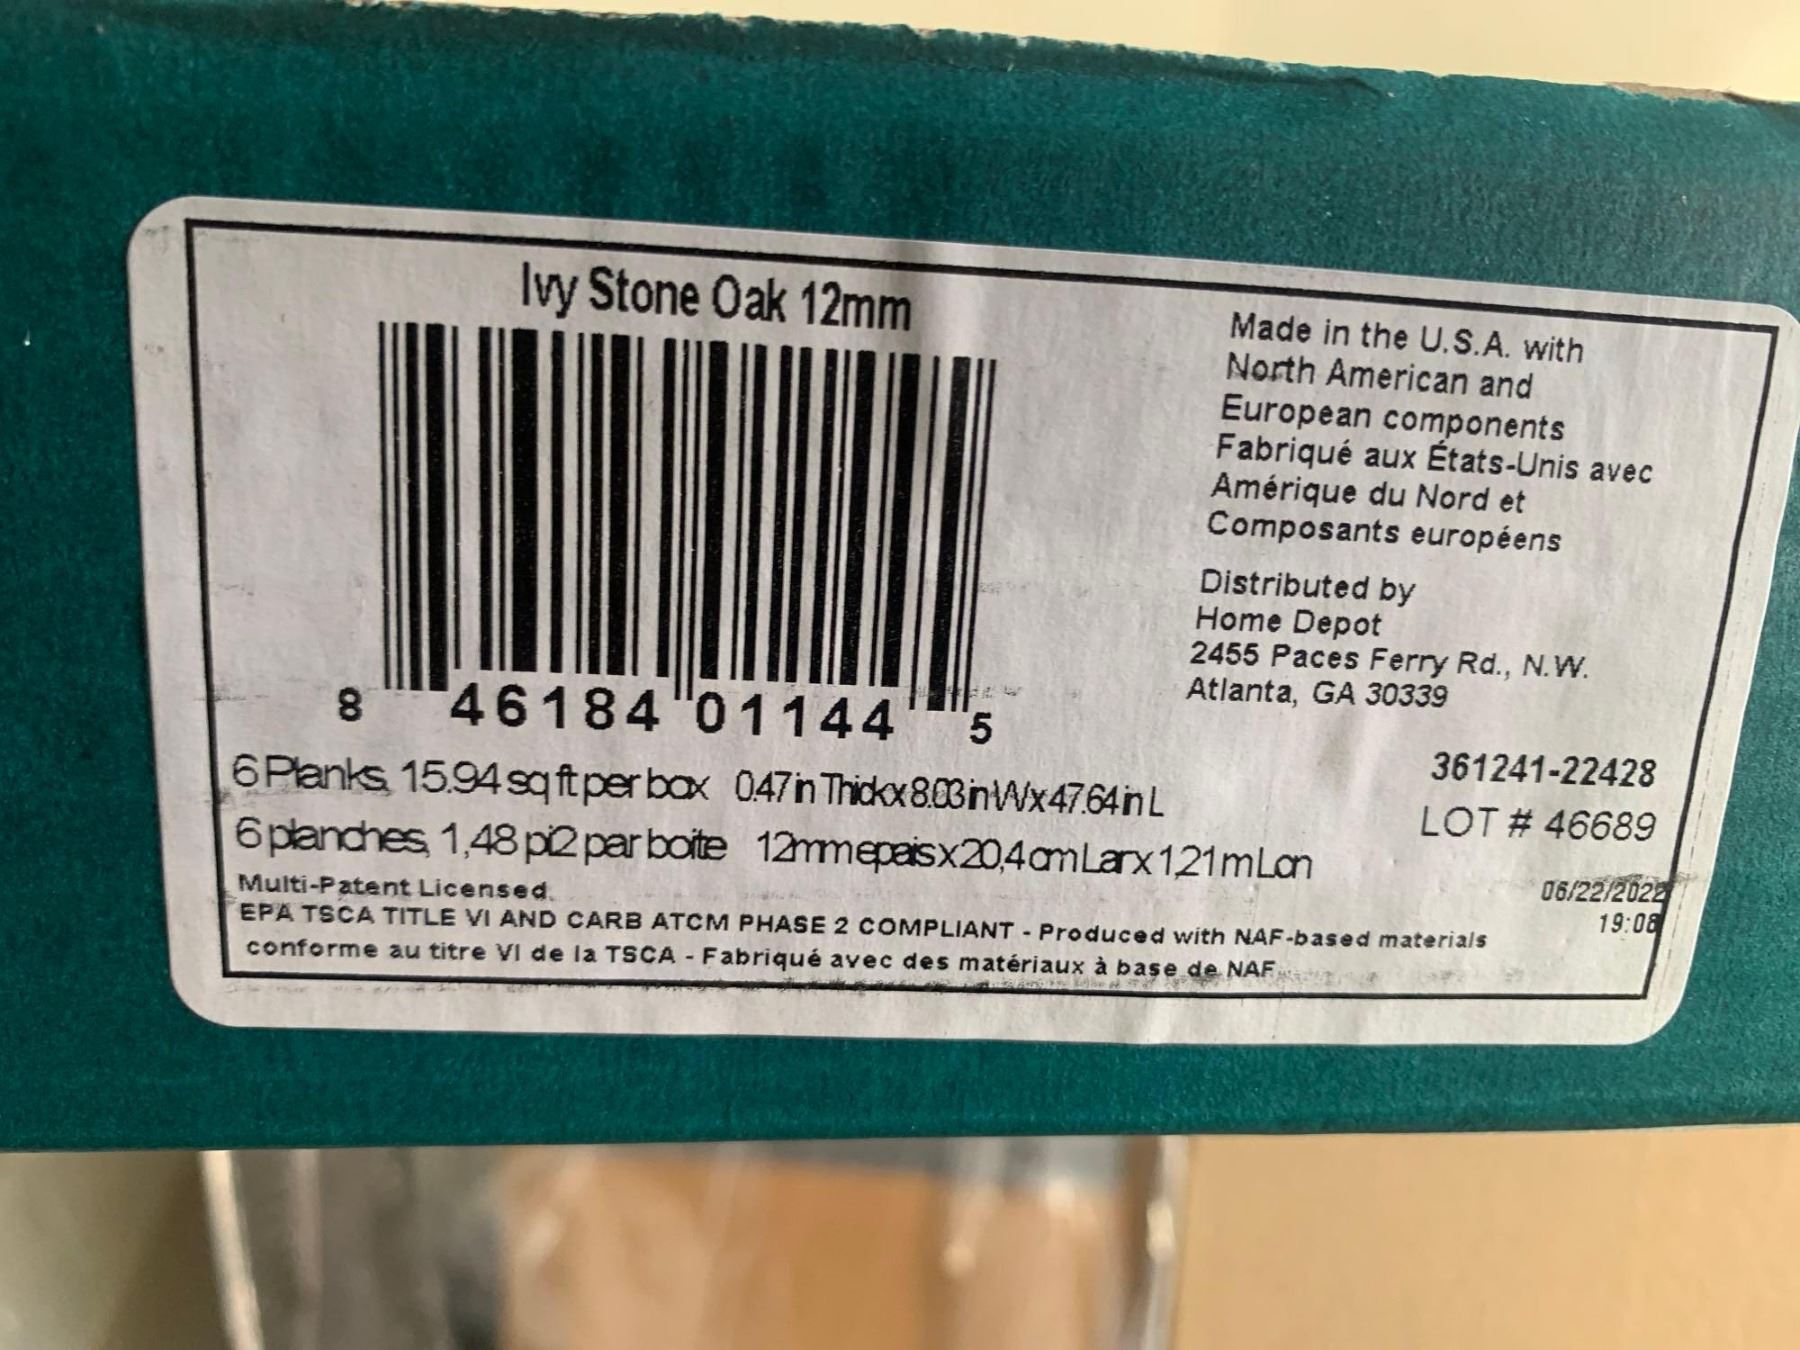 Ivy Stone Oak 12mm
8 46184 01144 5
Made in the U.S.A. with
North American and
European components
Fabriqué aux États-Unis avec
Amérique du Nord et
Composants européens
Distributed by
Home Depot
2455 Paces Ferry Rd., N.W.
Atlanta, GA 30339
6 Planks, 15.94 sq ft per box 0.47 in Thick x 8.03 in W x 47.64 in L
6 planches, 1,48 pi2 par boite 12mm epais x 20,4 cm Lar x 1,21 m Lon
361241-22428
LOT # 46689
06/22/2022
19:08
Multi-Patent Licensed.
EPA TSCA TITLE VI AND CARB ATCM PHASE 2 COMPLIANT - Produced with NAF-based materials
conforme au titre VI de la TSCA - Fabriqué avec des matériaux à base de NAF